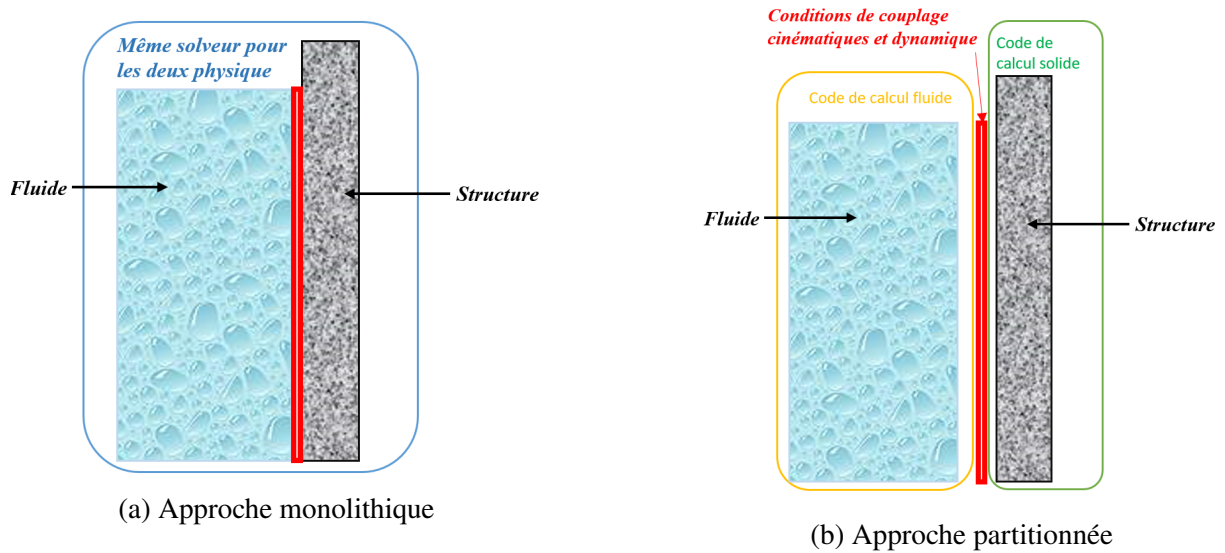 Même solveur pour
les deux physique
Fluide
Structure
(a) Approche monolithique
Conditions de couplage
cinématiques et dynamique
Code de
calcul solide
Code de calcul fluide
Fluide
Structure
(b) Approche partitionnée